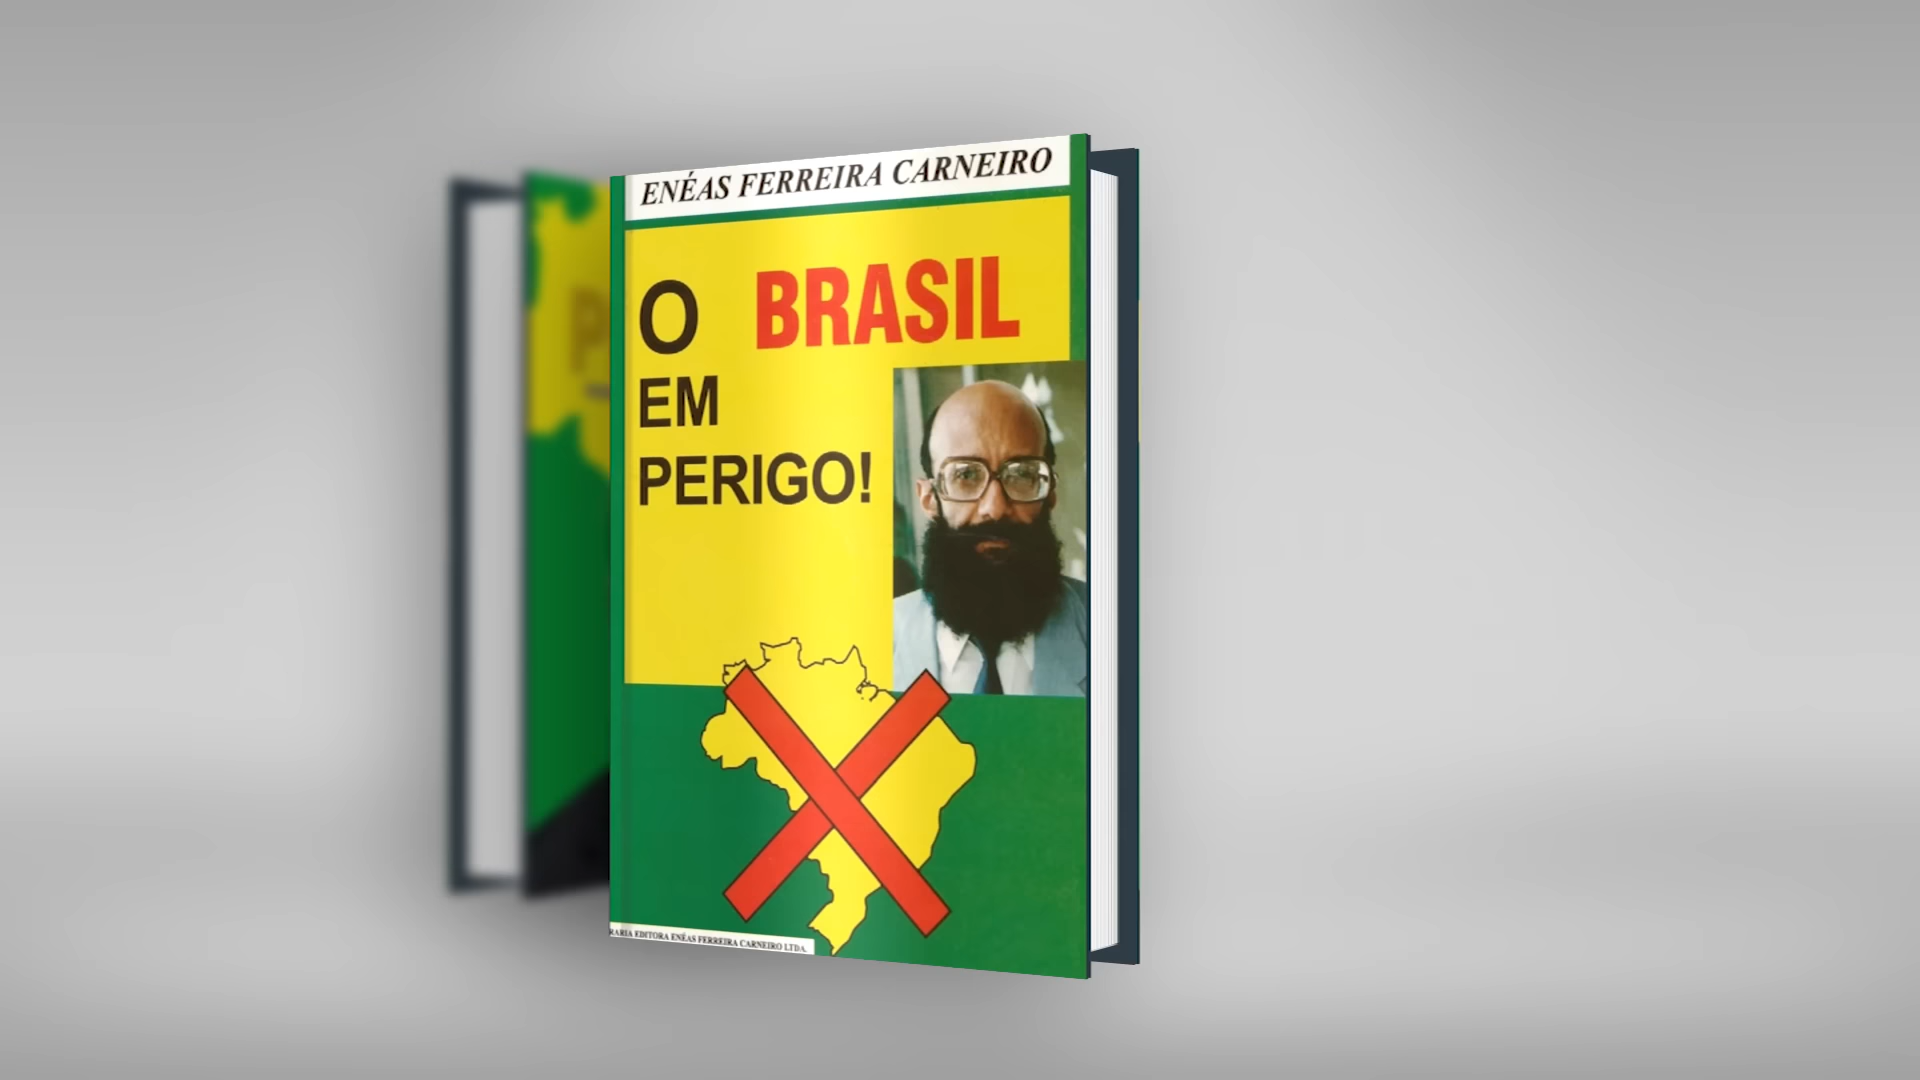 ENÉAS FERREIRA CARNEIRO
O BRASIL
EM
PERIGO!
RARIA EDITORA ENÉAS FERREIRA CARNEIRO LTDA.